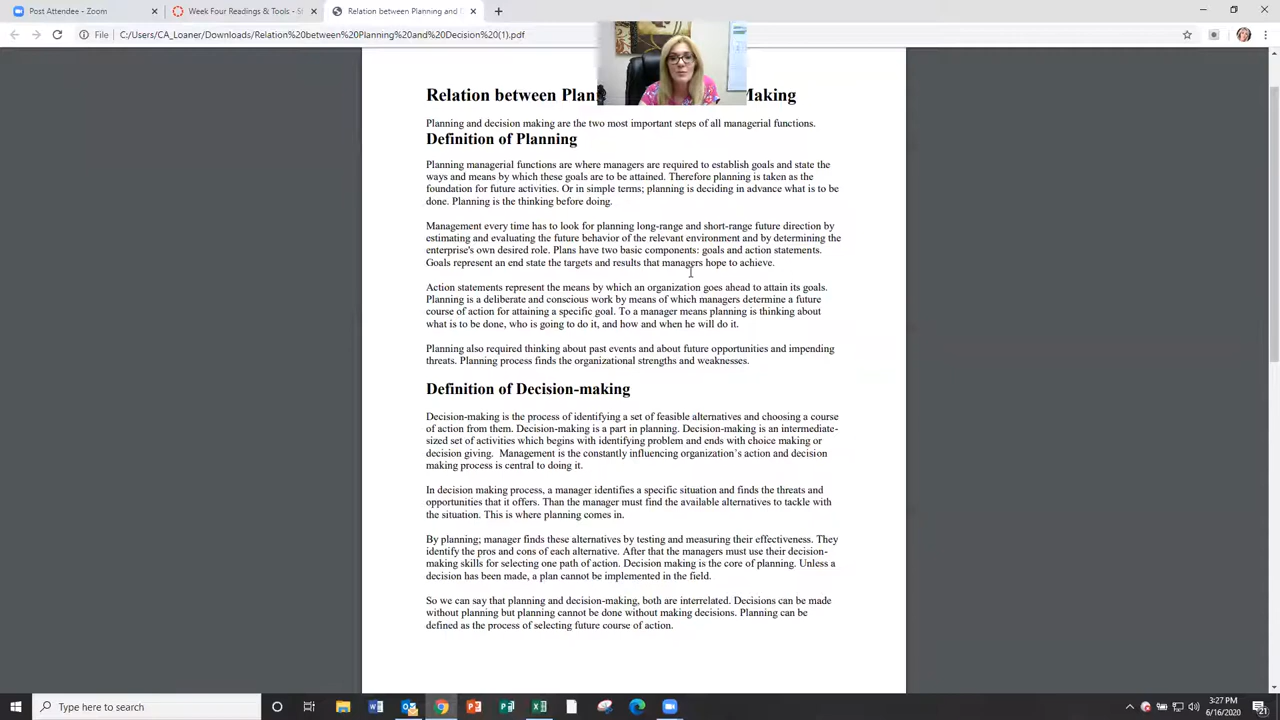 Post Attendee - Zoom
Week Four Readings & Tools - St
Relation between Planning and D
File
C:/Users/CA_Loaner/Downloads/Relation%20between%20Planning%20and%20Decision%20(1).pdf
Relation between Plan Making
Planning and decision making are the two most important steps of all managerial functions.
Definition of Planning
Planning managerial functions are where managers are required to establish goals and state the
ways and means by which these goals are to be attained. Therefore planning is taken as the
foundation for future activities. Or in simple terms; planning is deciding in advance what is to be
done. Planning is the thinking before doing.
Management every time has to look for planning long-range and short-range future direction by
estimating and evaluating the future behavior of the relevant environment and by determining the
enterprise's own desired role. Plans have two basic components: goals and action statements.
Goals represent an end state the targets and results that managers hope to achieve.
Action statements represent the means by which an organization goes ahead to attain its goals.
Planning is a deliberate and conscious work by means of which managers determine a future
course of action for attaining a specific goal. To a manager means planning is thinking about
what is to be done, who is going to do it, and how and when he will do it.
Planning also required thinking about past events and about future opportunities and impending
threats. Planning process finds the organizational strengths and weaknesses.
Definition of Decision-making
Decision-making is the process of identifying a set of feasible alternatives and choosing a course
of action from them. Decision-making is a part in planning. Decision-making is an intermediate-
sized set of activities which begins with identifying problem and ends with choice making or
decision giving. Management is the constantly influencing organization's action and decision
making process is central to doing it.
In decision making process, a manager identifies a specific situation and finds the threats and
opportunities that it offers. Than the manager must find the available alternatives to tackle with
the situation. This is where planning comes in.
By planning; manager finds these alternatives by testing and measuring their effectiveness. They
identify the pros and cons of each alternative. After that the managers must use their decision-
making skills for selecting one path of action. Decision making is the core of planning. Unless a
decision has been made, a plan cannot be implemented in the field.
So we can say that planning and decision-making, both are interrelated. Decisions can be made
without planning but planning cannot be done without making decisions. Planning can be
defined as the process of selecting future course of action.
Type here to search
3:27 PM
6/16/2020